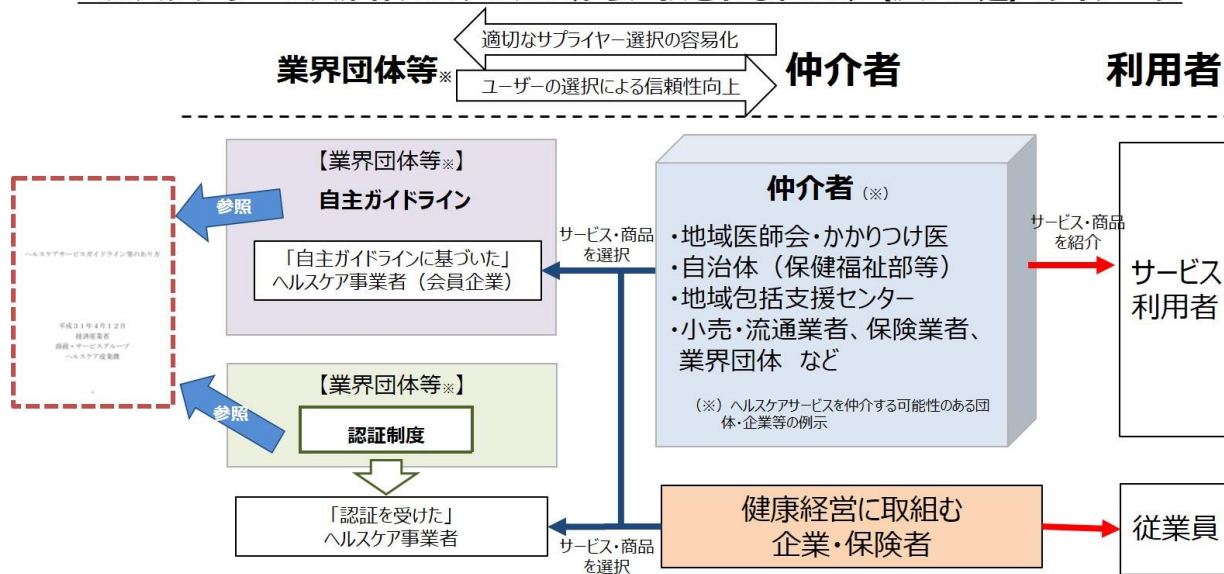 適切なサプライヤー選択の容易化
業界団体等※
ユーザーの選択による信頼性向上
仲介者
利用者
ヘルスケアサービスガイドライン等のあり方
平成31年4月12日
経済産業省
商務・サービスグループ
ヘルスケア産業課
参照
【業界団体等※】
自主ガイドライン
「自主ガイドラインに基づいた」
ヘルスケア事業者（会員企業）
参照
【業界団体等※】
認証制度
「認証を受けた」
ヘルスケア事業者
サービス・商品
を選択
サービス・商品
を選択
仲介者（※）
・地域医師会・かかりつけ医
・自治体（保健福祉部等）
・地域包括支援センター
・小売・流通業者、保険業者、
業界団体 など
（※）ヘルスケアサービスを仲介する可能性のある団
体・企業等の例示
健康経営に取組む
企業・保険者
サービス・商品
を紹介
サービス
利用者
従業員